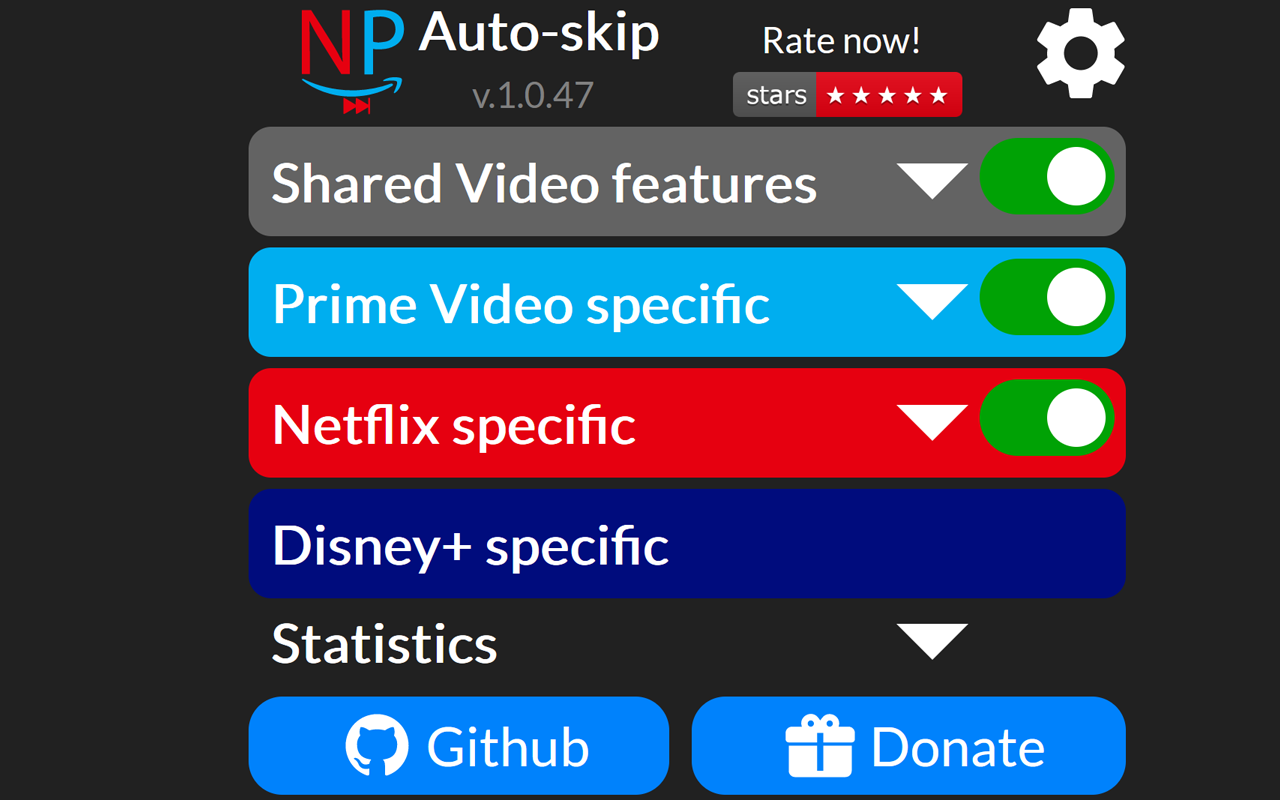 NP
Auto-skip
v.1.0.47
Rate now!
stars ★★★★★
Shared Video features
Prime Video specific
Netflix specific
Disney+ specific
Statistics
Github
Donate